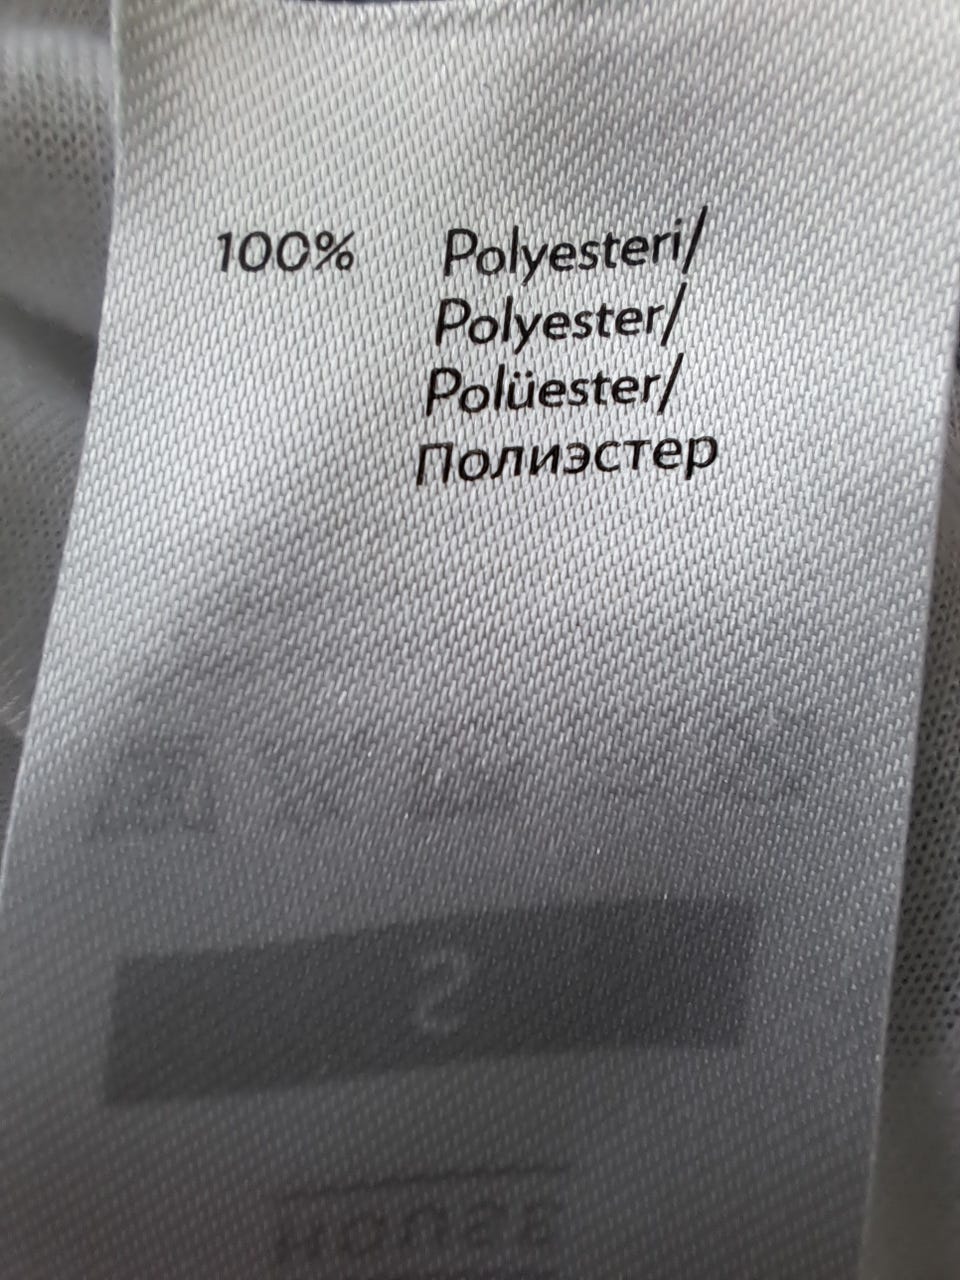 100% Polyesteri/
Polyester/
Polüester/
Полиэстер
S